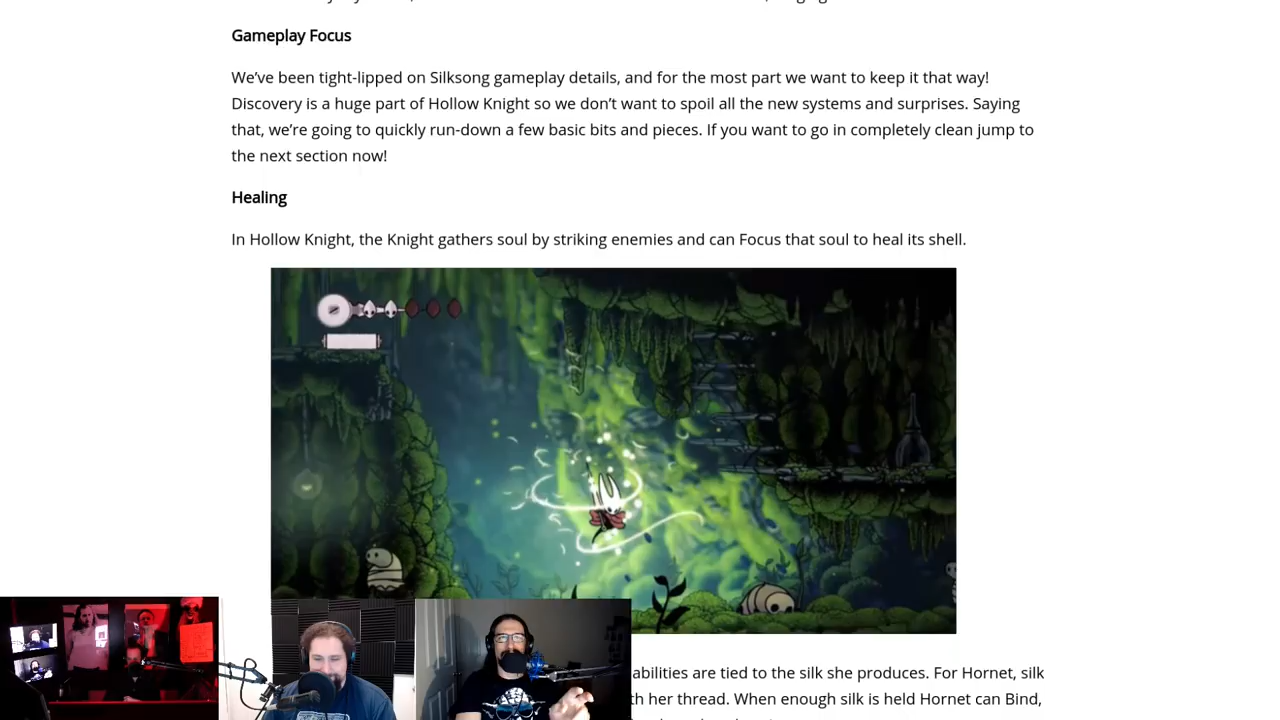 Gameplay Focus
We've been tight-lipped on Silksong gameplay details, and for the most part we want to keep it that way!
Discovery is a huge part of Hollow Knight so we don't want to spoil all the new systems and surprises. Saying
that, we're going to quickly run-down a few basic bits and pieces. If you want to go in completely clean jump to
the next section now!
Healing
In Hollow Knight, the Knight gathers soul by striking enemies and can Focus that soul to heal its shell.
abilities are tied to the silk she produces. For Hornet, silk
her thread. When enough silk is held Hornet can Bind,